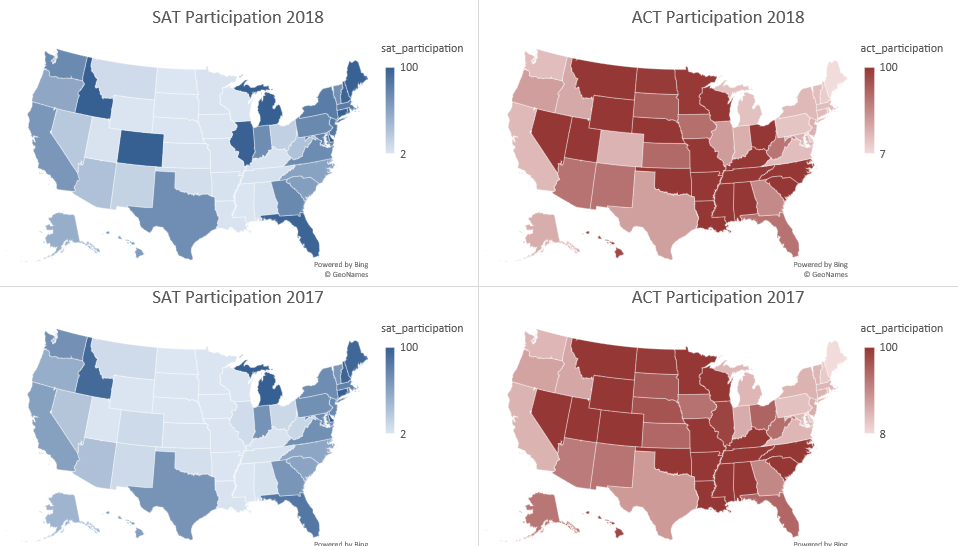 SAT Participation 2018
sat_participation
100
2
Powered by Bing
© GeoNames
ACT Participation 2018
act_participation
100
7
Powered by Bing
© GeoNames
SAT Participation 2017
sat_participation
100
2
Powered by Bing
ACT Participation 2017
act_participation
100
8
Powered by Bing